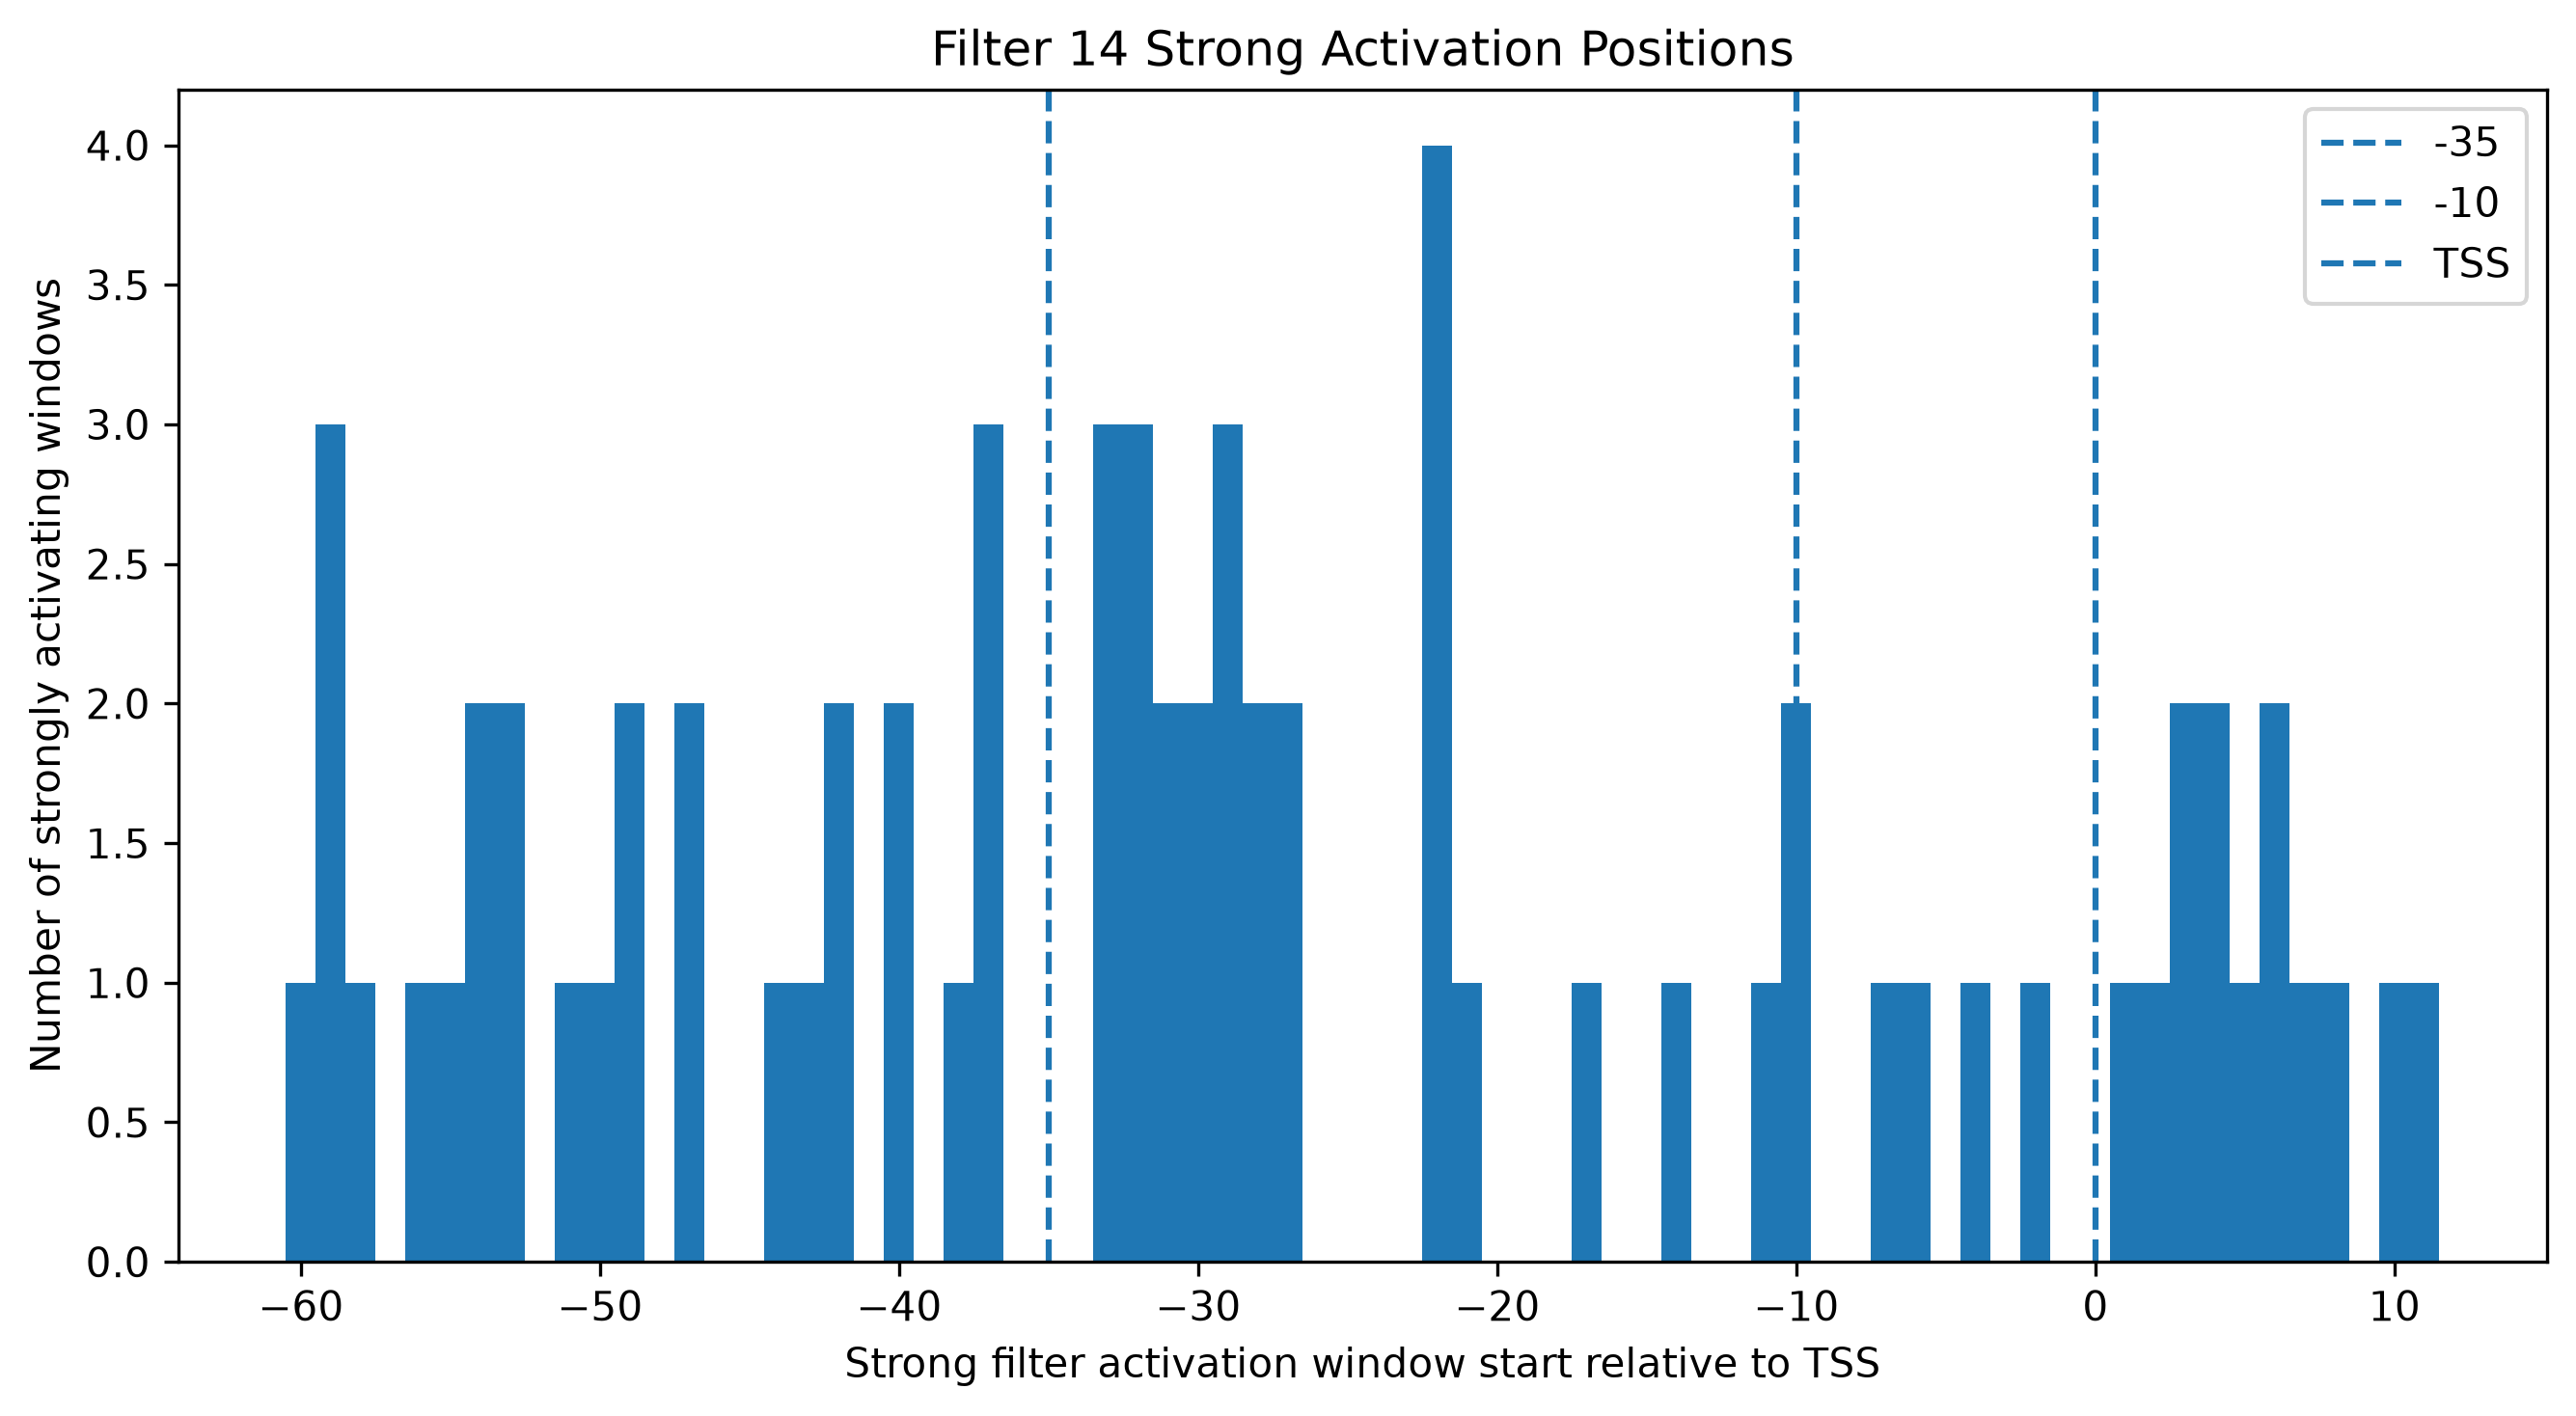 Filter 14 Strong Activation Positions
-35
-10
TSS
Number of strongly activating windows
4.0
3.5
3.0
2.5
2.0
1.5
1.0
0.5
0.0
−60 −50 −40 −30 −20 −10 0 10
Strong filter activation window start relative to TSS